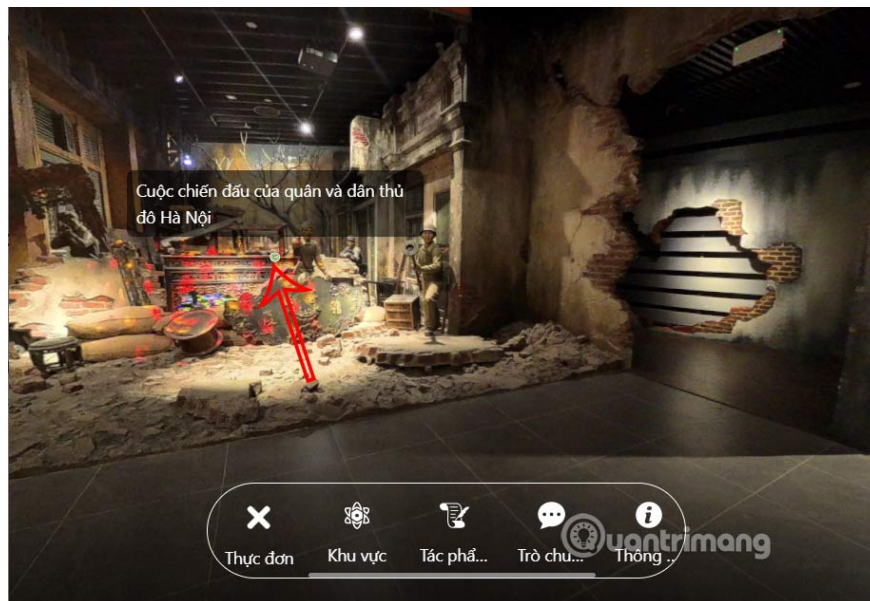 Cuộc chiến đấu của quân và dân thủ
đô Hà Nội
Thực đơn
Khu vực
Tác phẩ...
Trò chu...
Thông ..
Quantrimang